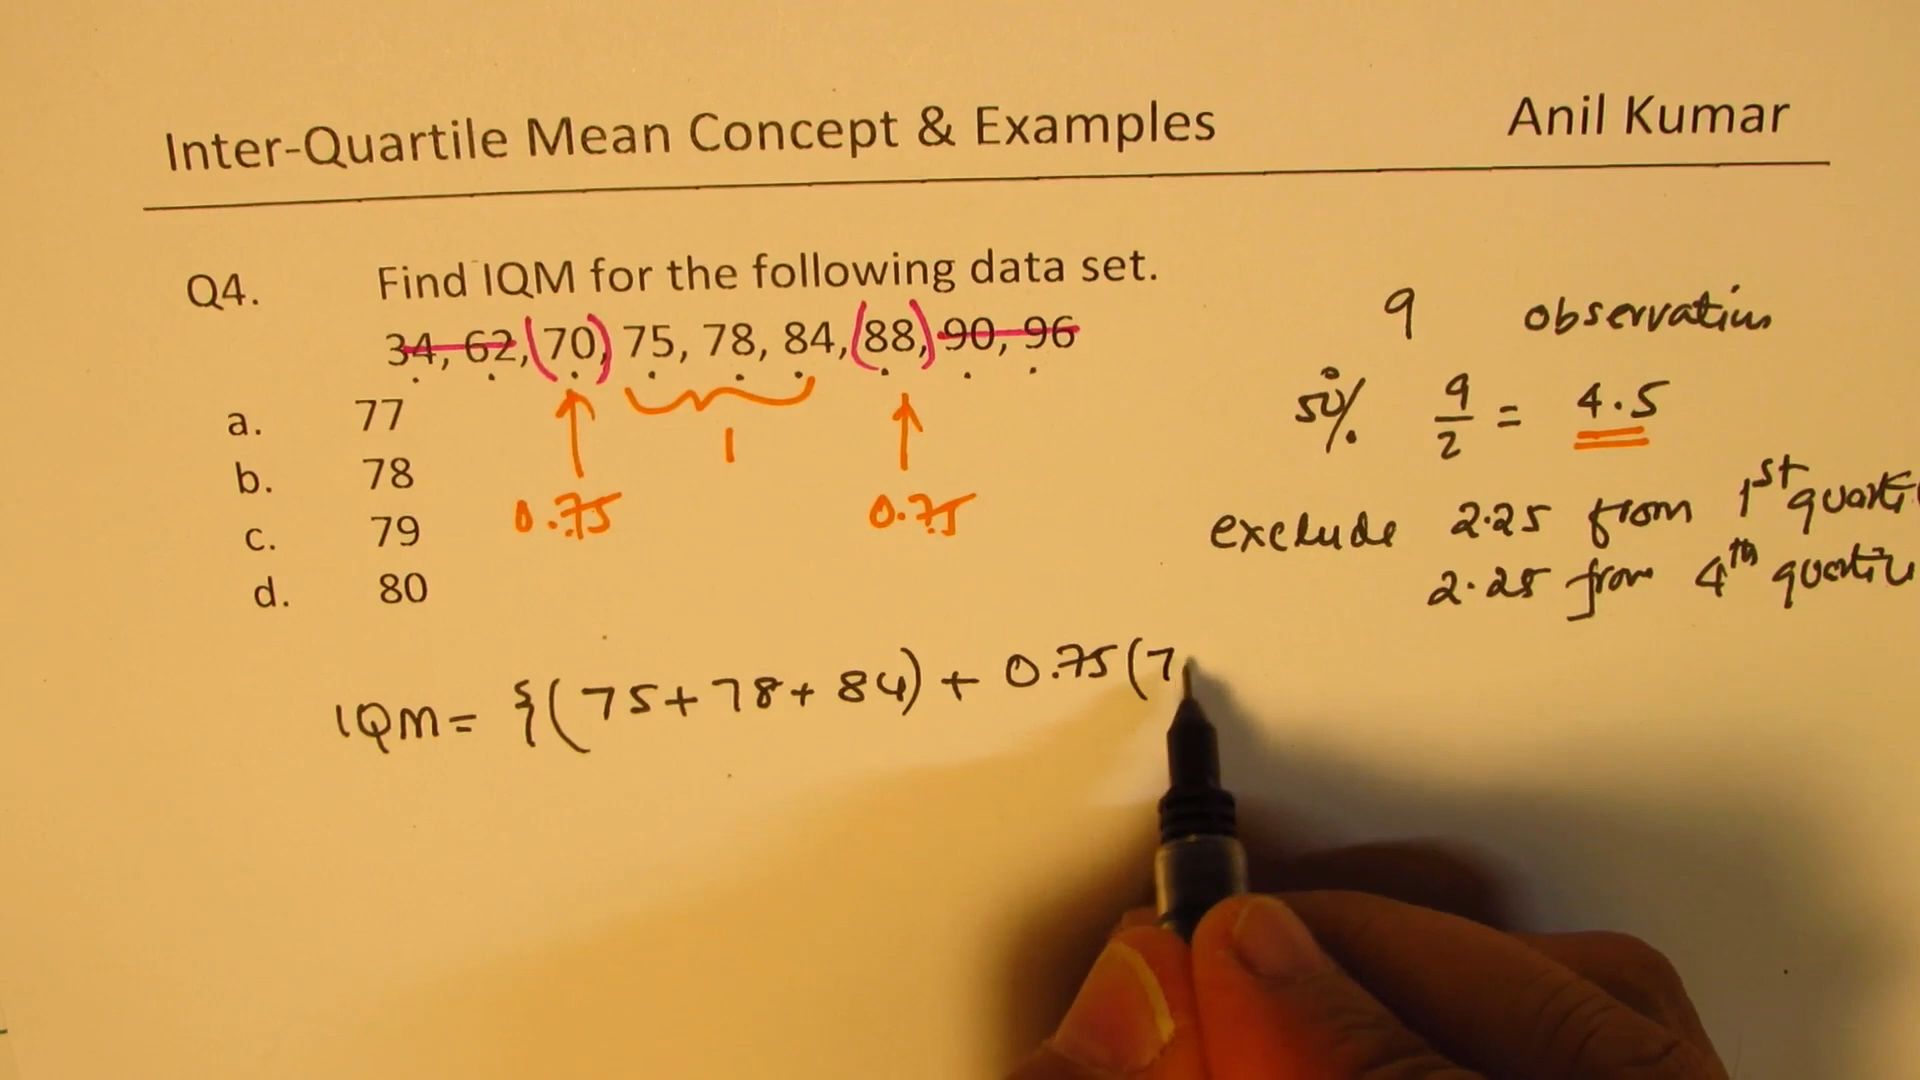 Inter-Quartile Mean Concept & Examples Anil Kumar
Q4. Find IQM for the following data set.
34, 62, (70), 75, 78, 84, (88,) 90, 96
a. 77
b. 78
c. 79
d. 80
0.75 1 0.75
9 observations
50% 9/2 = 4.5
exclude 2.25 from 1st quarti
2.25 from 4th quartile
IQM = {(75+78+84) + 0.75(7